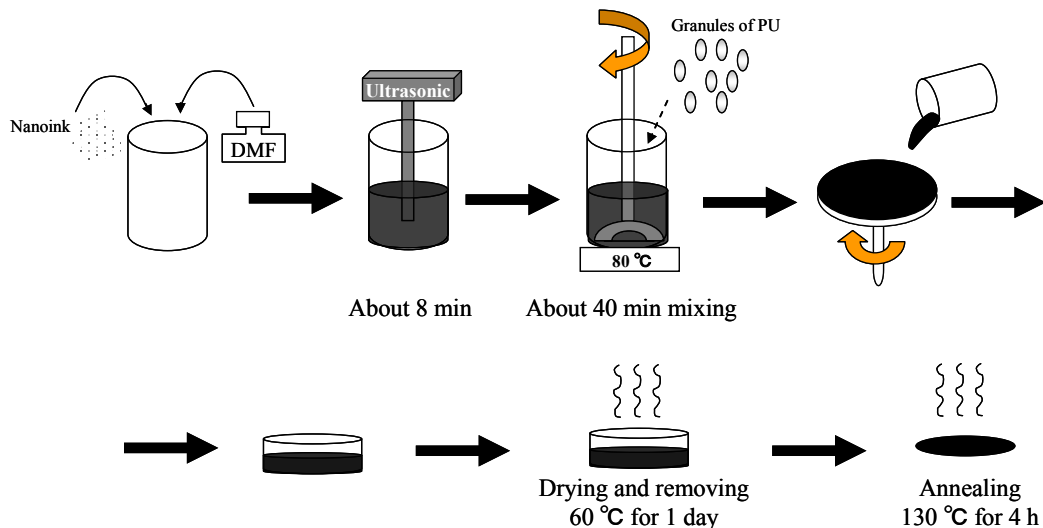 Granules of PU
Ultrasonic
Nanoink
DMF
80 ℃
About 8 min
About 40 min mixing
Drying and removing
60 ℃ for 1 day
Annealing
130 ℃ for 4 h